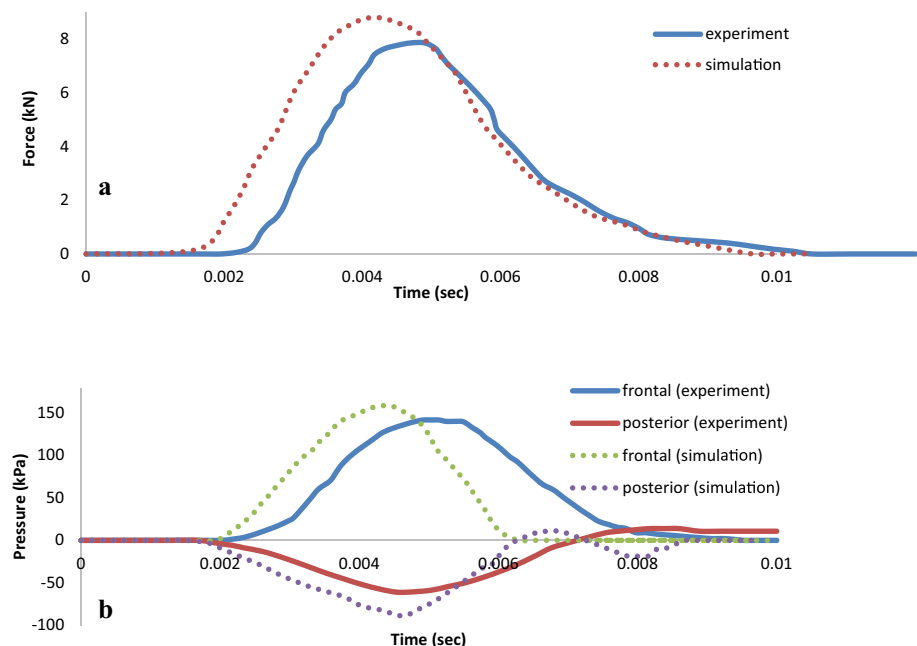 8
6
4
2
0
Force (kN)
a
experiment
simulation
0
0.002
0.004
0.006
0.008
0.01
Time (sec)
150
100
50
0
-50
-100
Pressure (kPa)
b
frontal (experiment)
posterior (experiment)
frontal (simulation)
posterior (simulation)
0
0.002
0.004
0.006
0.008
0.01
Time (sec)